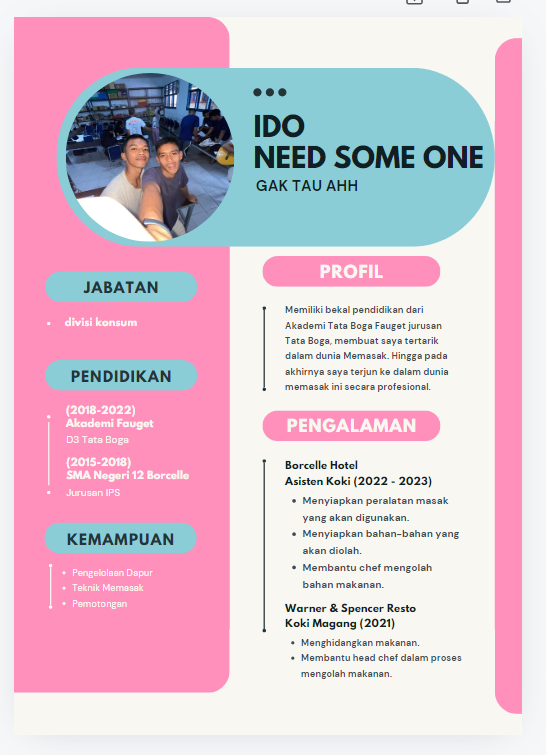 IDO
NEED SOME ONE
GAK TAU AHH
JABATAN
divisi konsum
PENDIDIKAN
(2018-2022)
Akademi Fauget
D3 Tata Boga
(2015-2018)
SMA Negeri 12 Borcelle
Jurusan IPS
KEMAMPUAN
Pengelolaan Dapur
Teknik Memasak
Pemotongan
PROFIL
Memiliki bekal pendidikan dari
Akademi Tata Boga Fauget jurusan
Tata Boga, membuat saya tertarik
dalam dunia Memasak. Hingga pada
akhirnya saya terjun ke dalam dunia
memasak ini secara profesional.
PENGALAMAN
Borcelle Hotel
Asisten Koki (2022 - 2023)
Menyiapkan peralatan masak
yang akan digunakan.
Menyiapkan bahan-bahan yang
akan diolah.
Membantu chef mengolah
bahan makanan.
Warner & Spencer Resto
Koki Magang (2021)
Menghidangkan makanan.
Membantu head chef dalam proses
mengolah makanan.